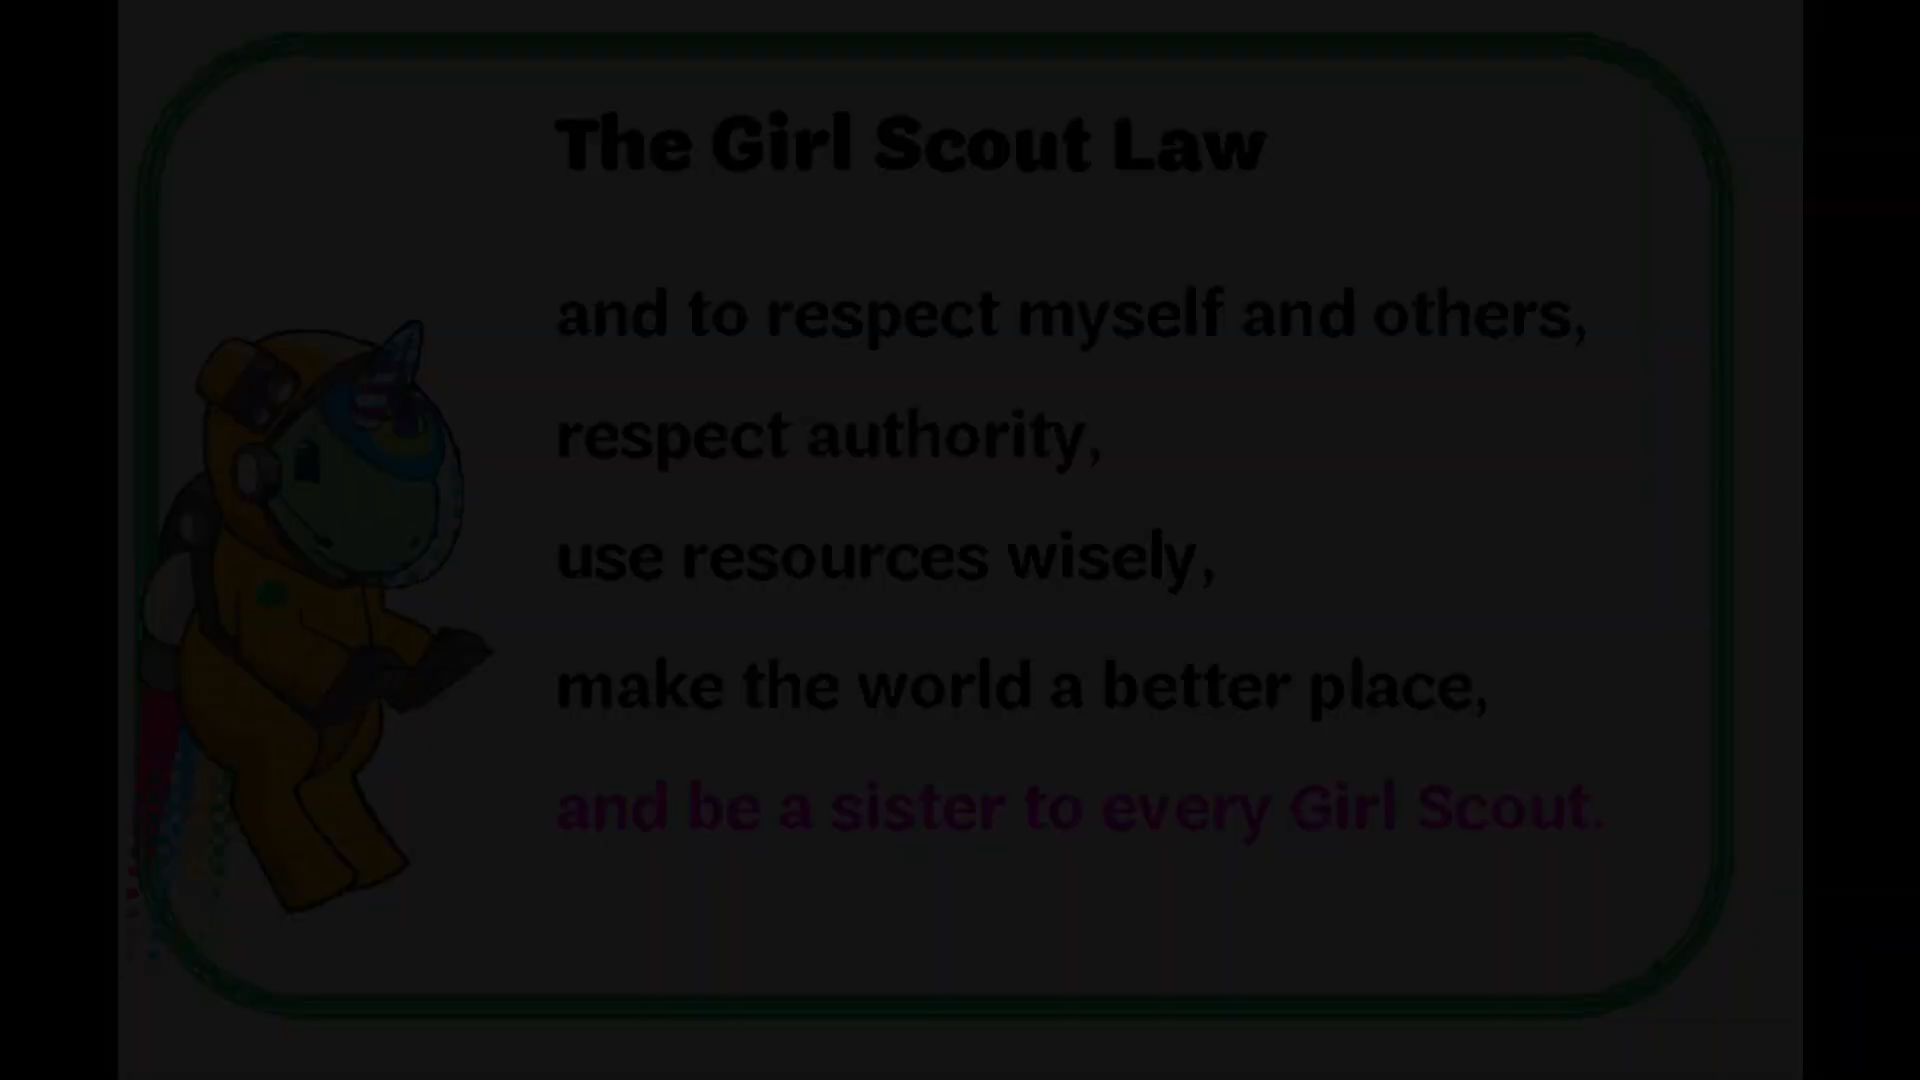 The Girl Scout Law
and to respect myself and others,
respect authority,
use resources wisely,
make the world a better place,
and be a sister to every Girl Scout.